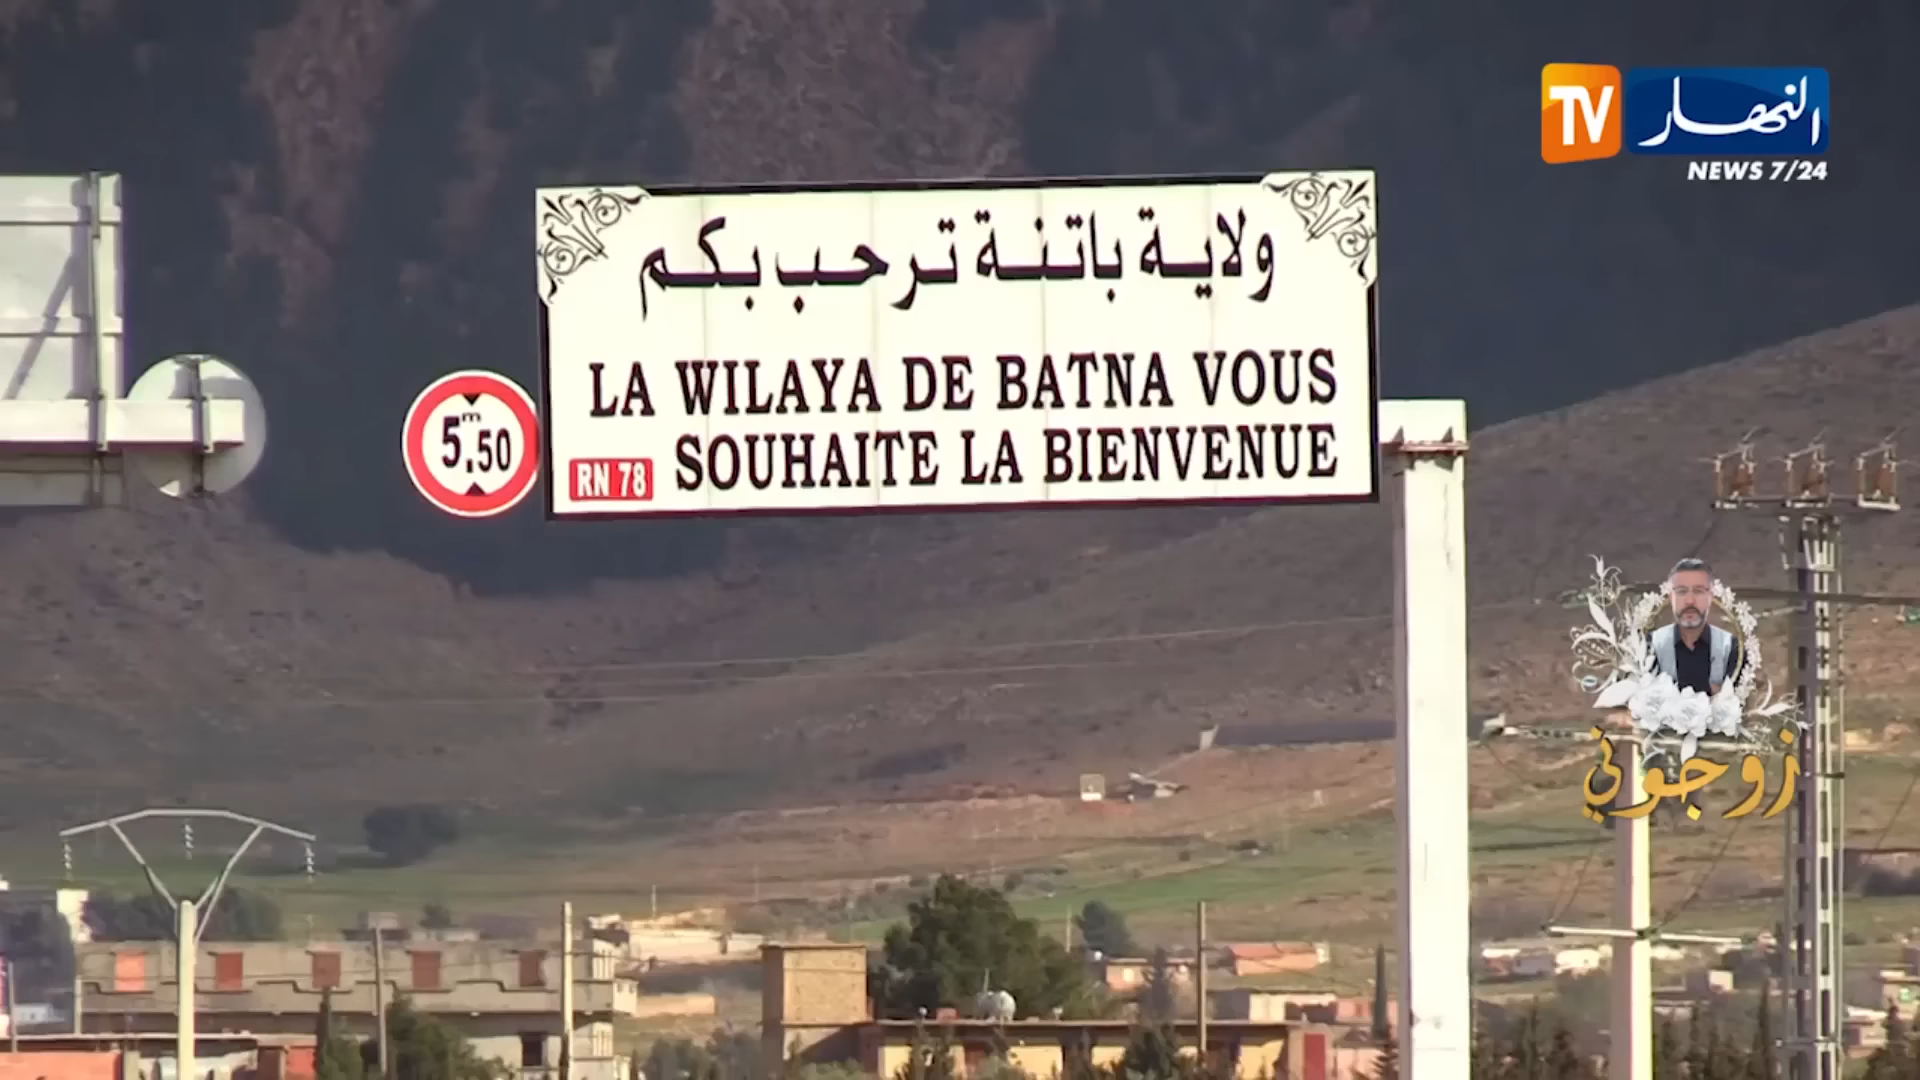 TV النهار
NEWS 7/24
ولاية باتنة ترحب بكم
LA WILAYA DE BATNA VOUS
SOUHAITE LA BIENVENUE
RN 78
5.50 m
زوجوني